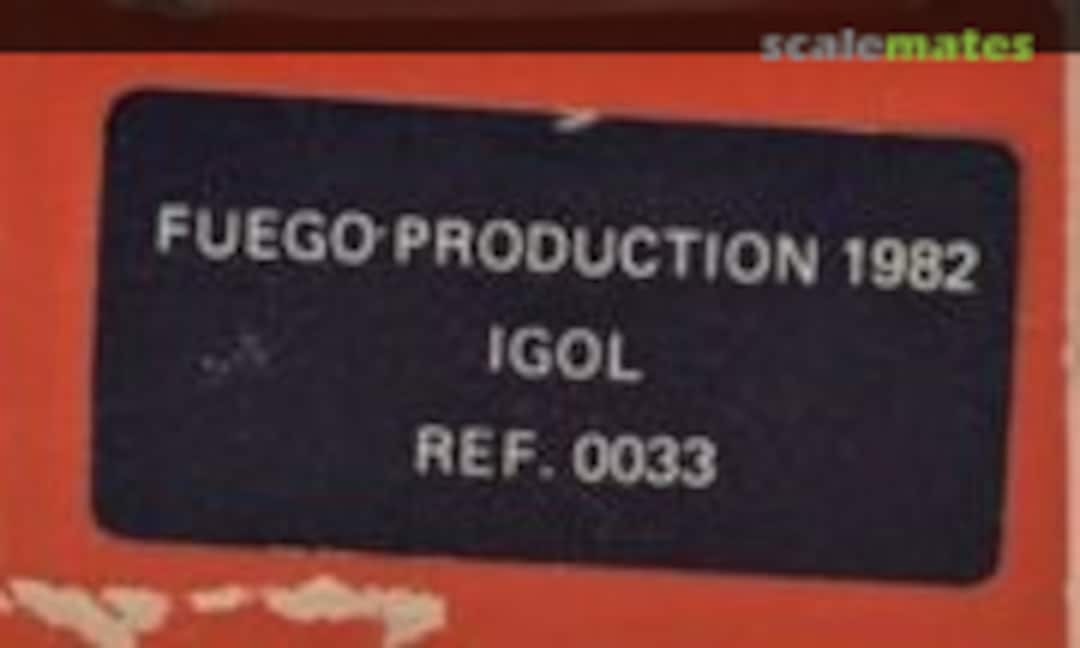 scalemates
FUEGO PRODUCTION 1982
IGOL
REF. 0033